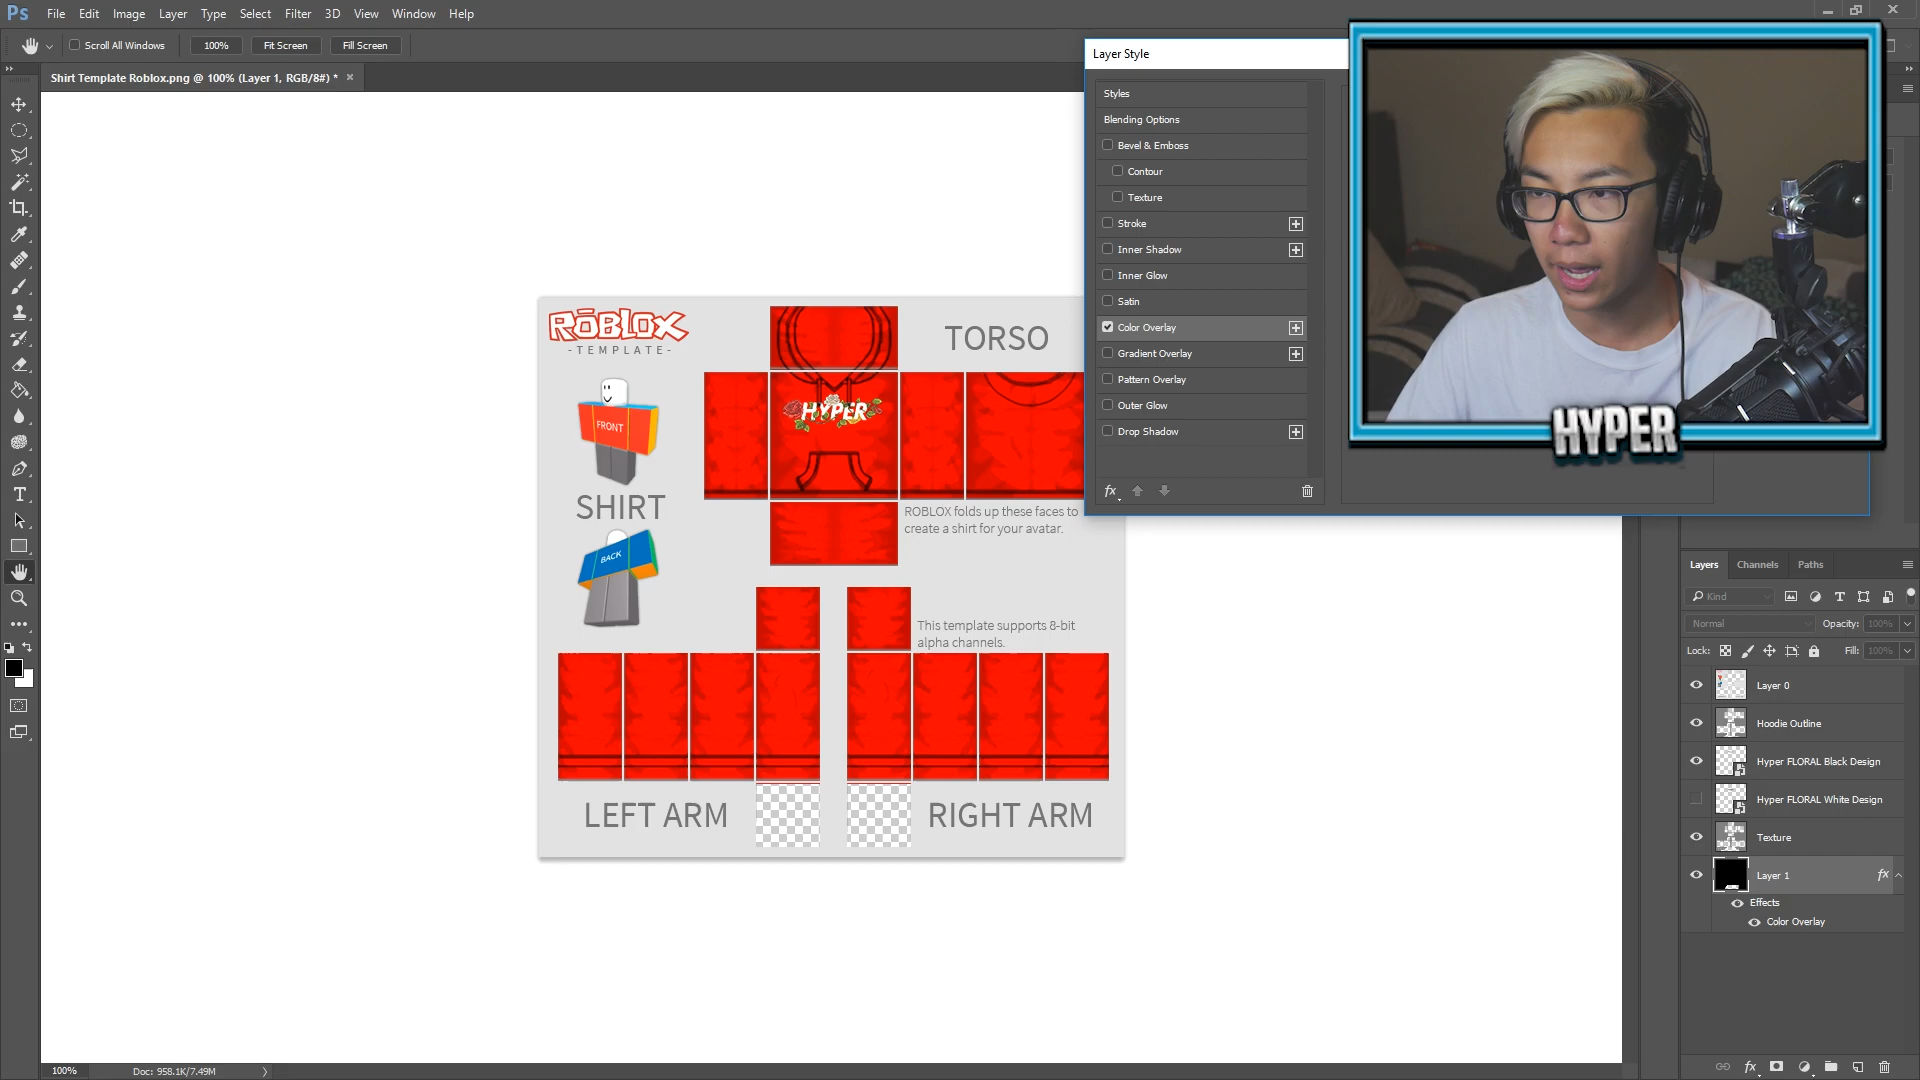 Ps File Edit Image Layer Type Select Filter 3D View Window Help
Scroll All Windows 100% Fit Screen Fill Screen
Shirt Template Roblox.png @ 100% (Layer 1, RGB/8#) *
Layer Style
Styles
Blending Options
Bevel & Emboss
Contour
Texture
Stroke
Inner Shadow
Inner Glow
Satin
Color Overlay
Gradient Overlay
Pattern Overlay
Outer Glow
Drop Shadow
fx
HYPER
ROBLOX
-TEMPLATE-
TORSO
FRONT
HYPER
SHIRT
BACK
ROBLOX folds up these faces to
create a shirt for your avatar.
This template supports 8-bit
alpha channels.
LEFT ARM
RIGHT ARM
Layers Channels Paths
Kind
Normal Opacity: 100%
Lock: Fill: 100%
Layer 0
Hoodie Outline
Hyper FLORAL Black Design
Hyper FLORAL White Design
Texture
Layer 1 fx
Effects
Color Overlay
fx
100% Doc: 958.1K/7.49M